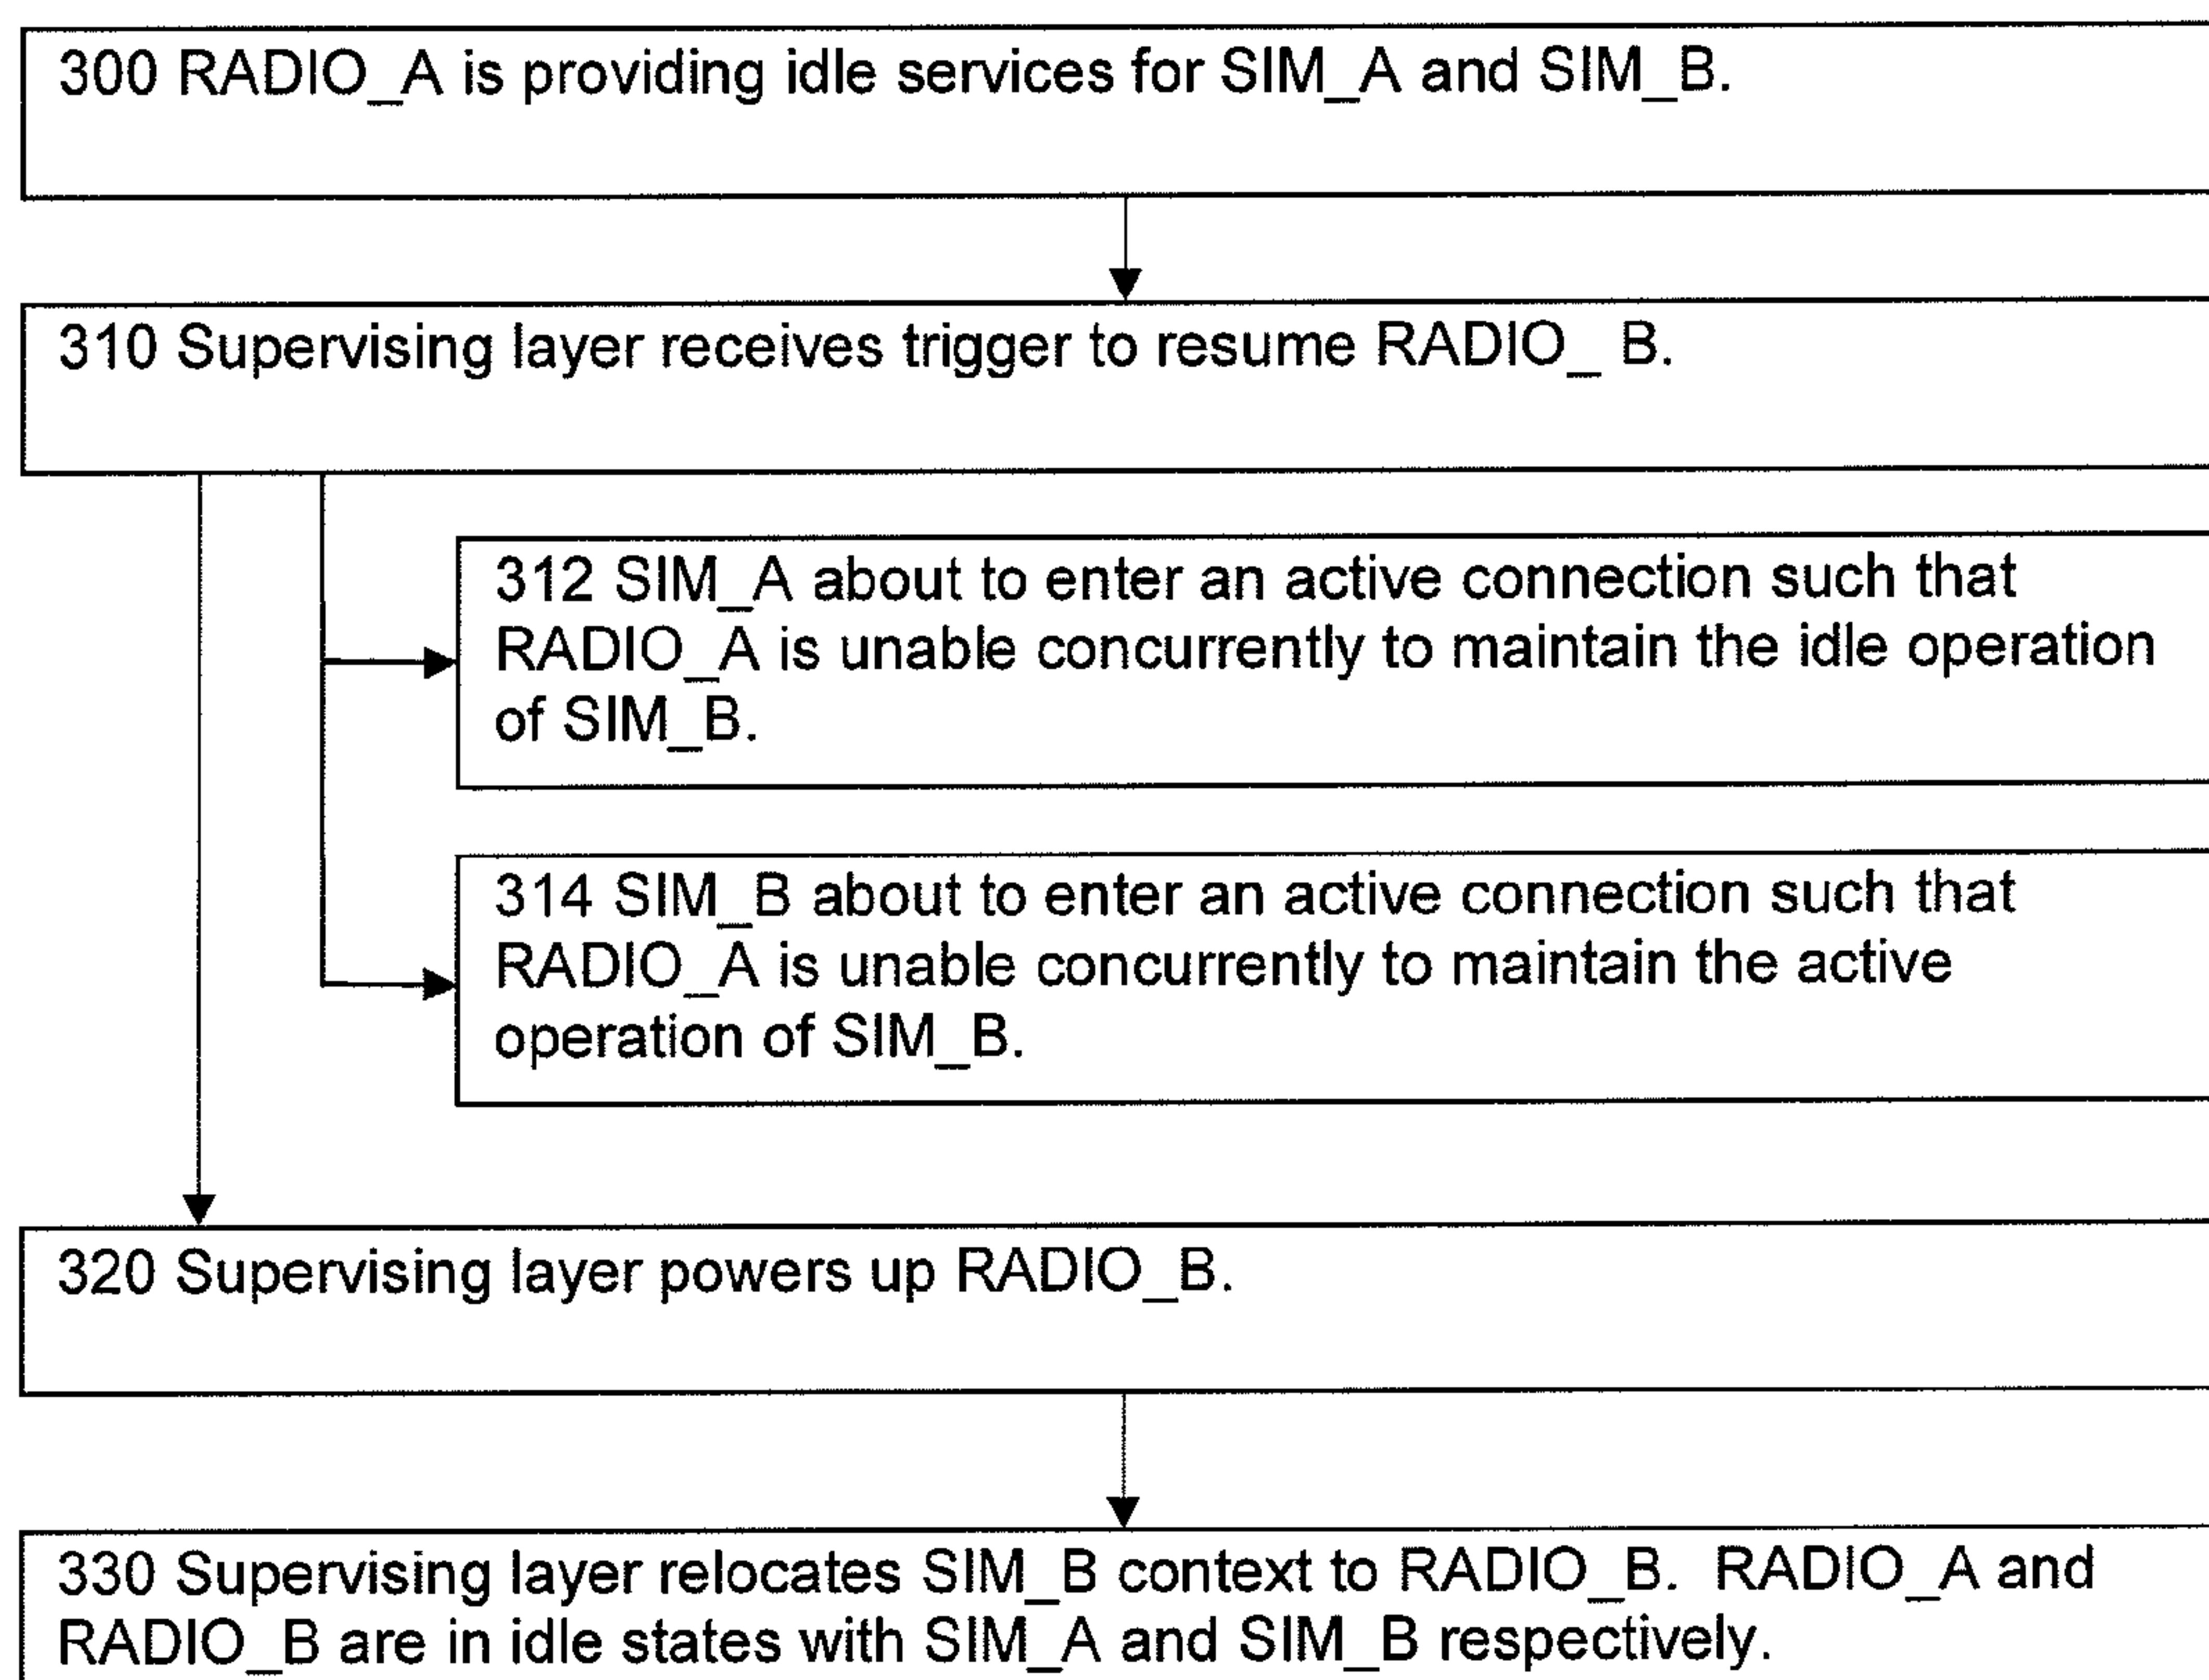 300 RADIO_A is providing idle services for SIM_A and SIM_B.
310 Supervising layer receives trigger to resume RADIO_ B.
312 SIM_A about to enter an active connection such that
RADIO_A is unable concurrently to maintain the idle operation
of SIM_B.
314 SIM_B about to enter an active connection such that
RADIO_A is unable concurrently to maintain the active
operation of SIM_B.
320 Supervising layer powers up RADIO_B.
330 Supervising layer relocates SIM_B context to RADIO_B. RADIO_A and
RADIO_B are in idle states with SIM_A and SIM_B respectively.